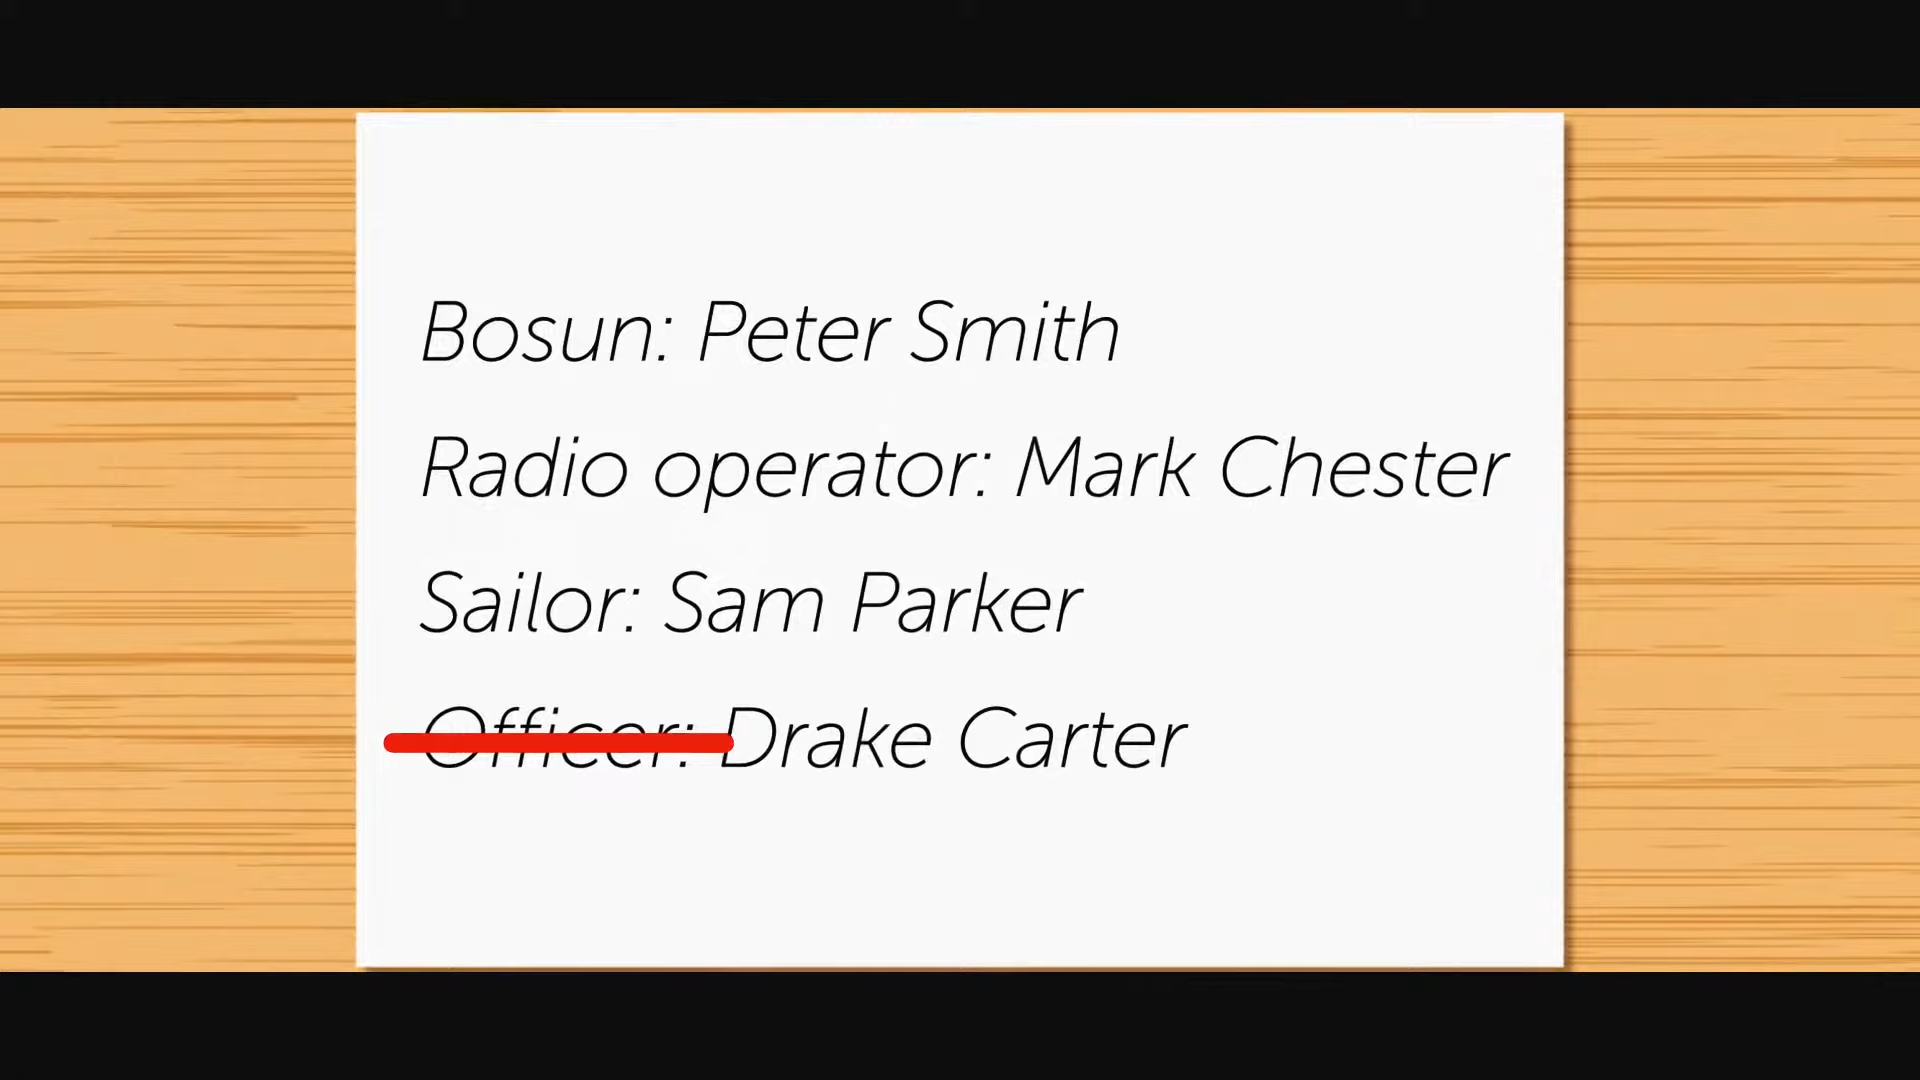 Bosun: Peter Smith
Radio operator: Mark Chester
Sailor: Sam Parker
Officer: Drake Carter